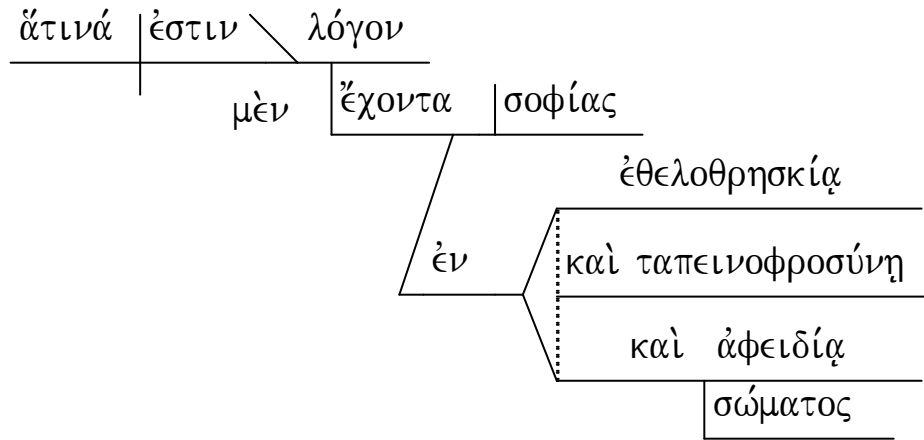 ἅτινά ἐστιν λόγον
μὲν ἔχοντα σοφίας
ἐθελοθρησκίᾳ
ἐν καὶ ταπεινοφροσύνῃ
καὶ ἀφειδίᾳ
σώματος